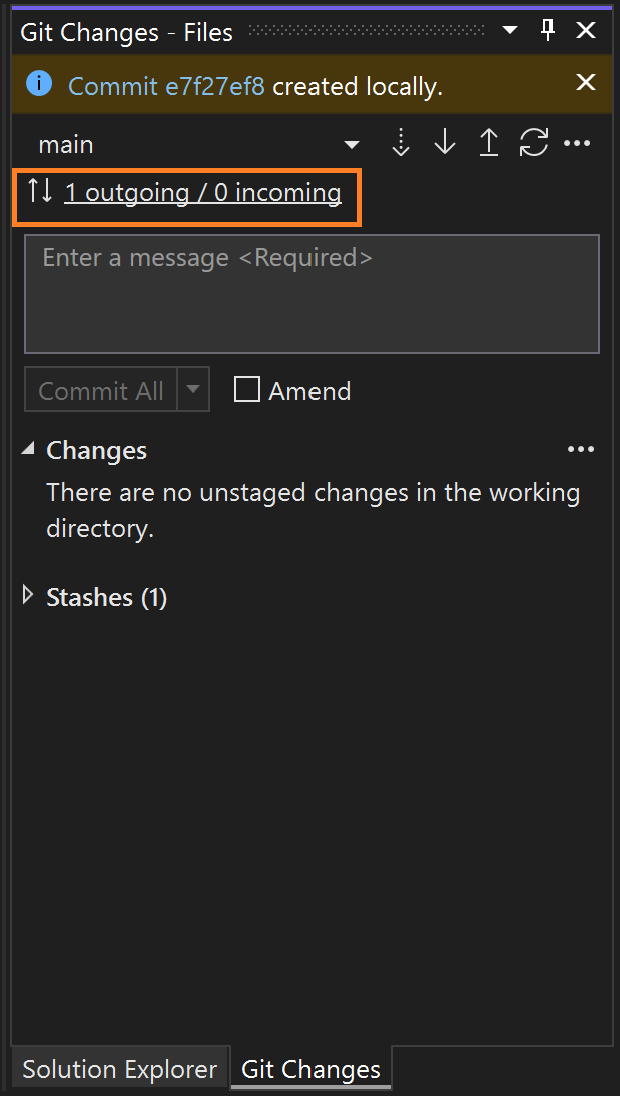 Git Changes - Files
Commit e7f27ef8 created locally.
main
1 outgoing / 0 incoming
Enter a message <Required>
Commit All
Amend
Changes
There are no unstaged changes in the working
directory.
Stashes (1)
Solution Explorer
Git Changes